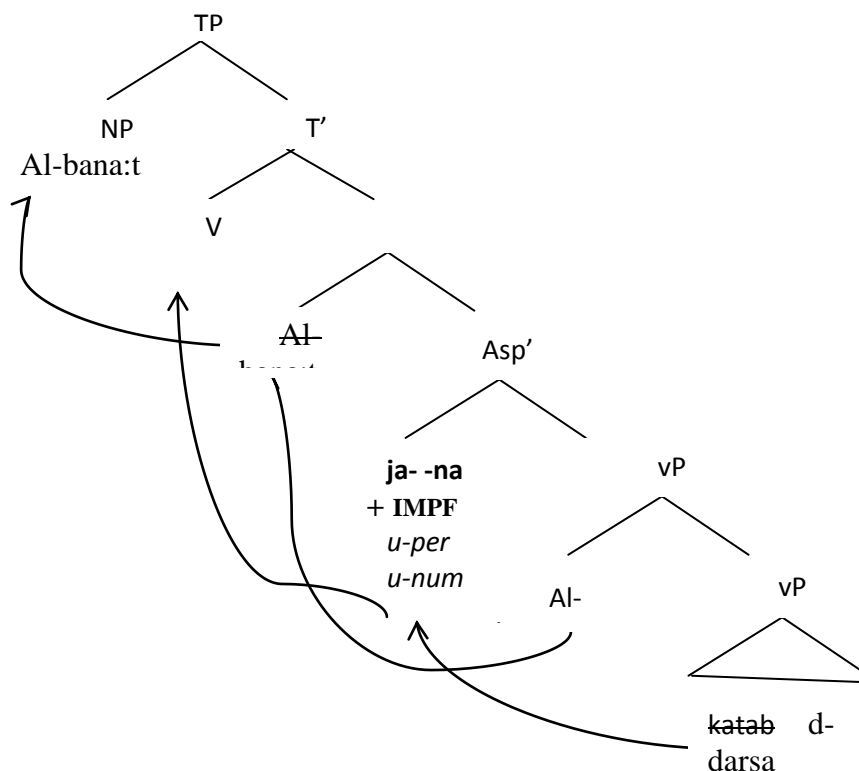 TP
NP T’
Al-bana:t
V
Al-
Asp’
ja- -na vP
+ IMPF
u-per
u-num
Al- vP
katab d-
darsa